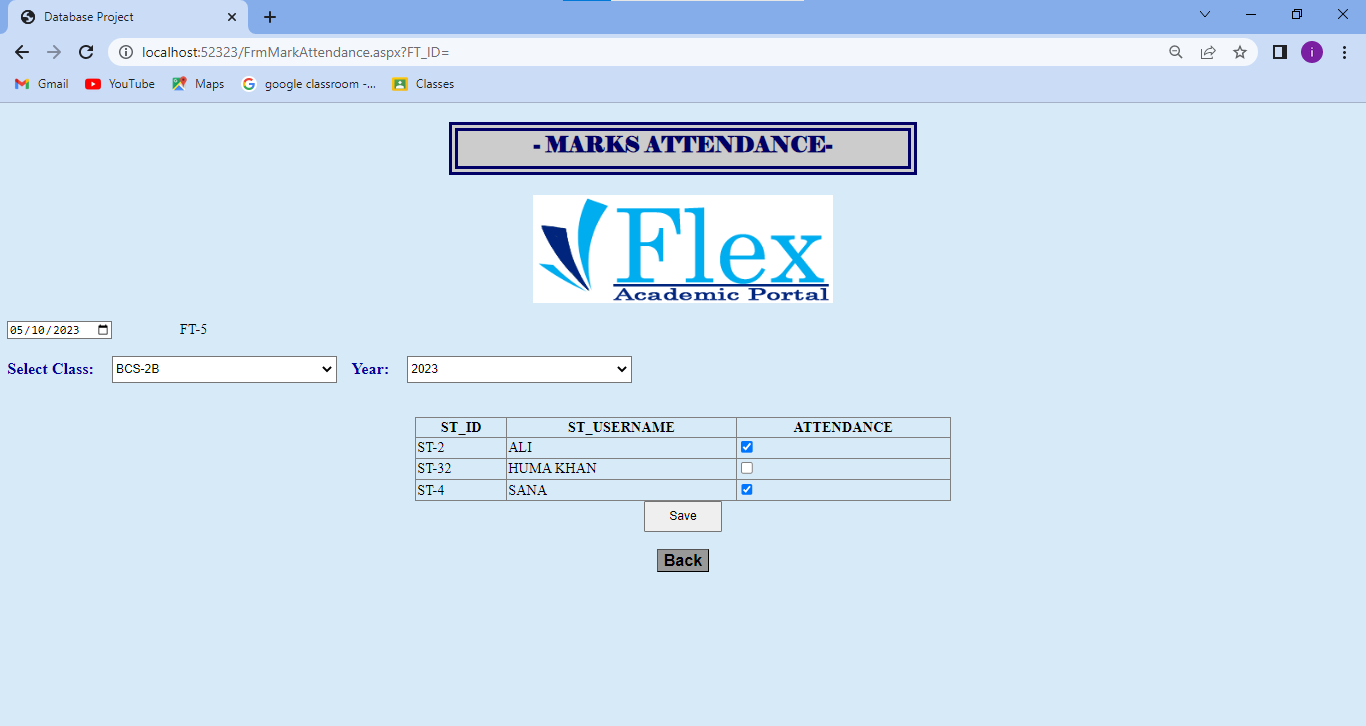 Database Project
localhost:52323/FrmMarkAttendance.aspx?FT_ID=
i
Gmail YouTube Maps google classroom -... Classes
- MARKS ATTENDANCE-
Flex
Academic Portal
05/10/2023 FT-5
Select Class: BCS-2B Year: 2023
ST_ID ST_USERNAME ATTENDANCE
ST-2 ALI
ST-32 HUMA KHAN
ST-4 SANA
Save
Back